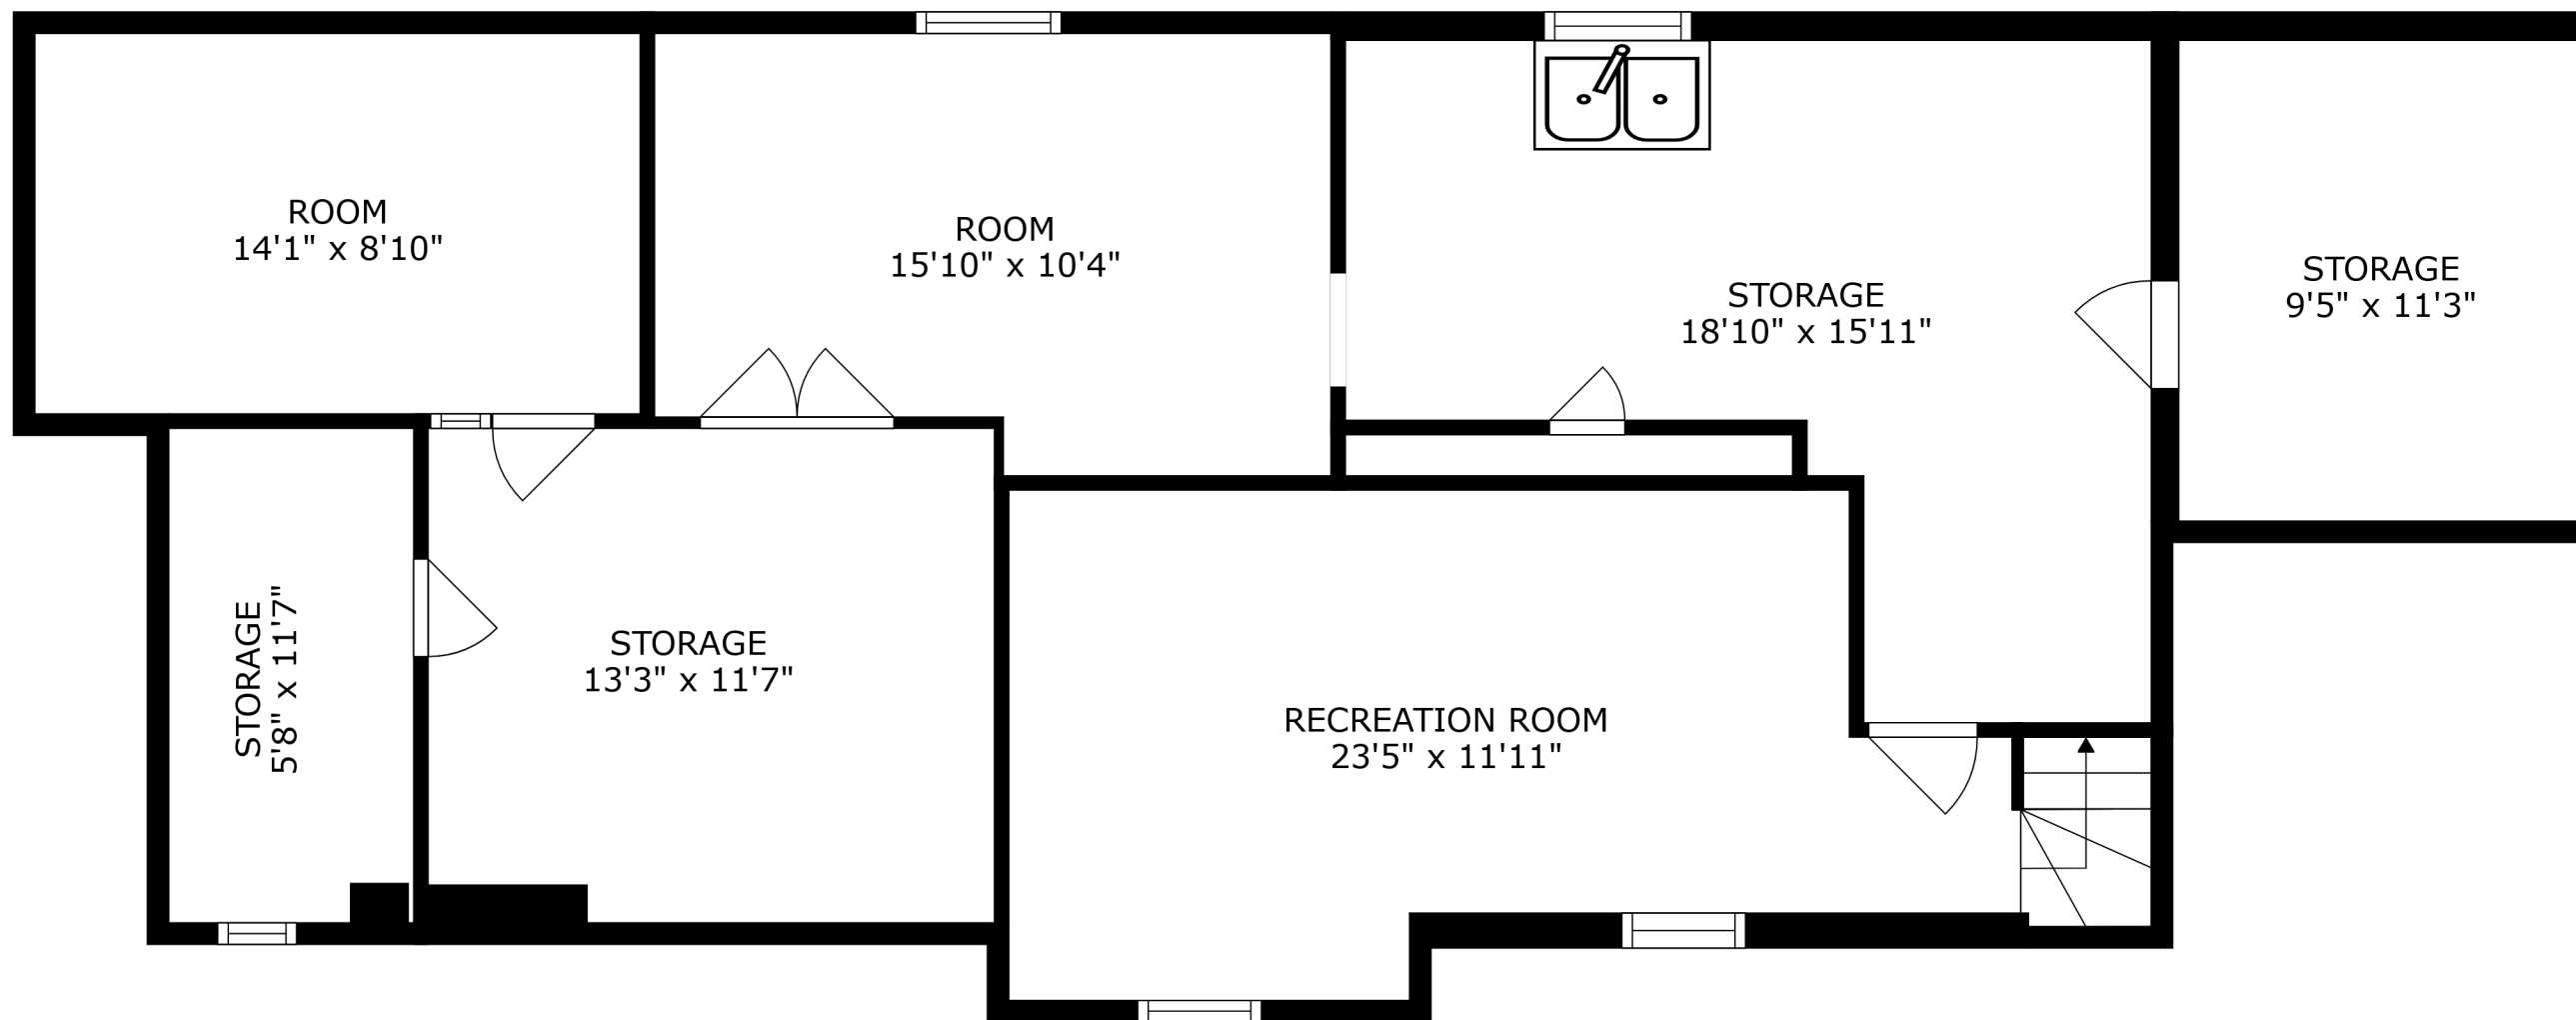 ROOM
14'1" x 8'10"
ROOM
15'10" x 10'4"
STORAGE
18'10" x 15'11"
STORAGE
9'5" x 11'3"
STORAGE
5'8" x 11'7"
STORAGE
13'3" x 11'7"
RECREATION ROOM
23'5" x 11'11"